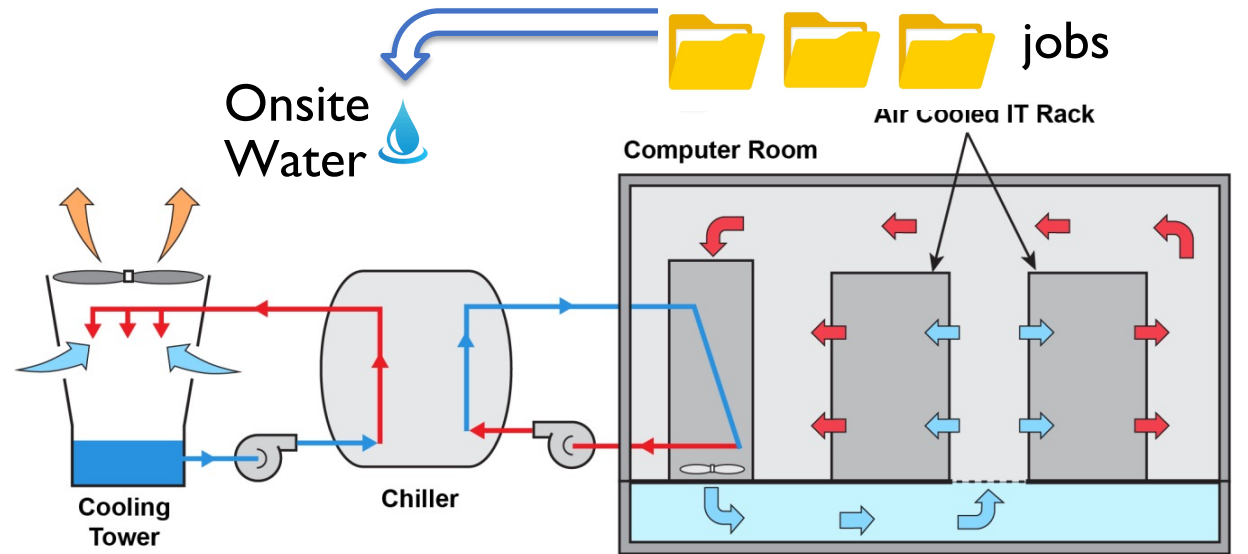 jobs
Onsite
Water
Air Cooled IT Rack
Computer Room
Chiller
Cooling
Tower